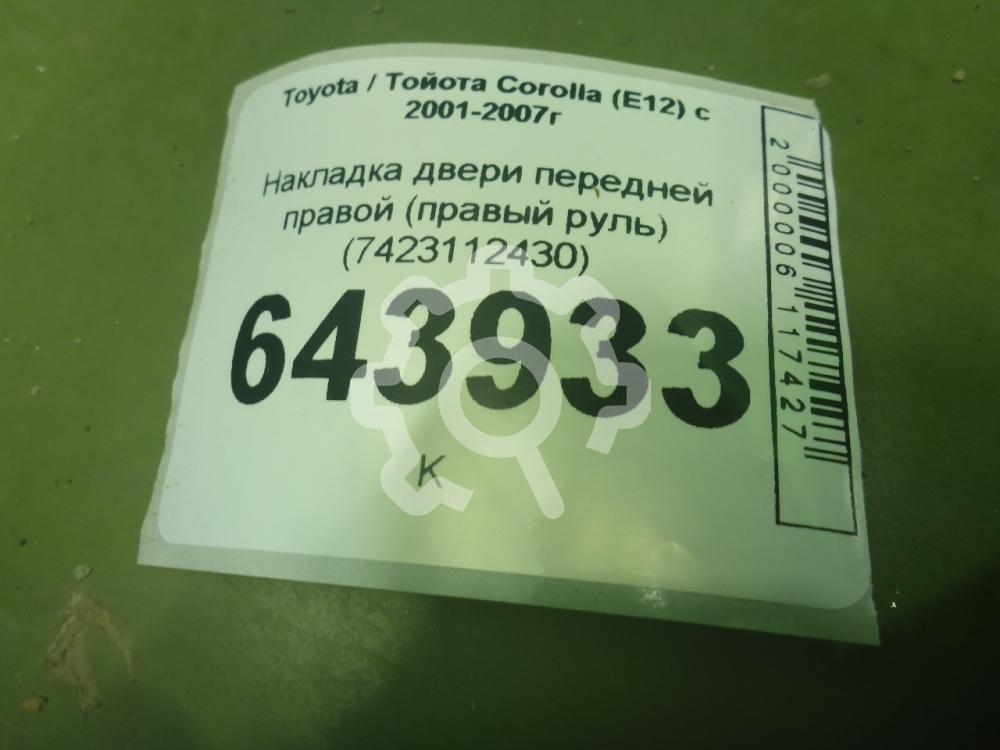 Toyota / Тойота Corolla (E12) с
2001-2007г
Накладка двери передней
правой (правый руль)
(7423112430)
643933
К
2000006117427